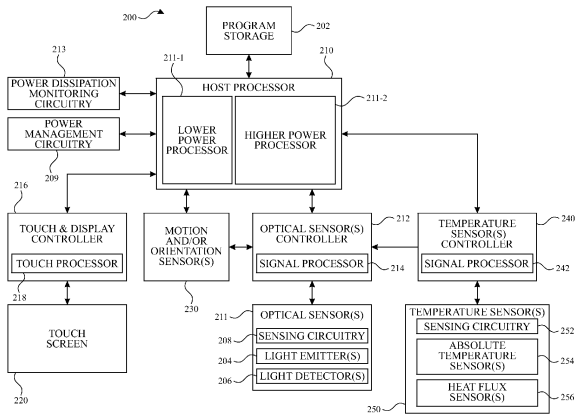 200
PROGRAM
STORAGE
202
213
211-1
210
POWER DISSIPATION
MONITORING
CIRCUITRY
HOST PROCESSOR
211-2
LOWER
POWER
PROCESSOR
HIGHER POWER
PROCESSOR
POWER
MANAGEMENT
CIRCUITRY
209
216
212
240
TOUCH & DISPLAY
CONTROLLER
TOUCH PROCESSOR
218
MOTION
AND/OR
ORIENTATION
SENSOR(S)
230
OPTICAL SENSOR(S)
CONTROLLER
SIGNAL PROCESSOR
214
TEMPERATURE
SENSOR(S)
CONTROLLER
SIGNAL PROCESSOR
242
TOUCH
SCREEN
220
211
OPTICAL SENSOR(S)
208
SENSING CIRCUITRY
204
LIGHT EMITTER(S)
206
LIGHT DETECTOR(S)
TEMPERATURE SENSOR(S)
SENSING CIRCUITRY
252
ABSOLUTE
TEMPERATURE
SENSOR(S)
254
HEAT FLUX
SENSOR(S)
256
250